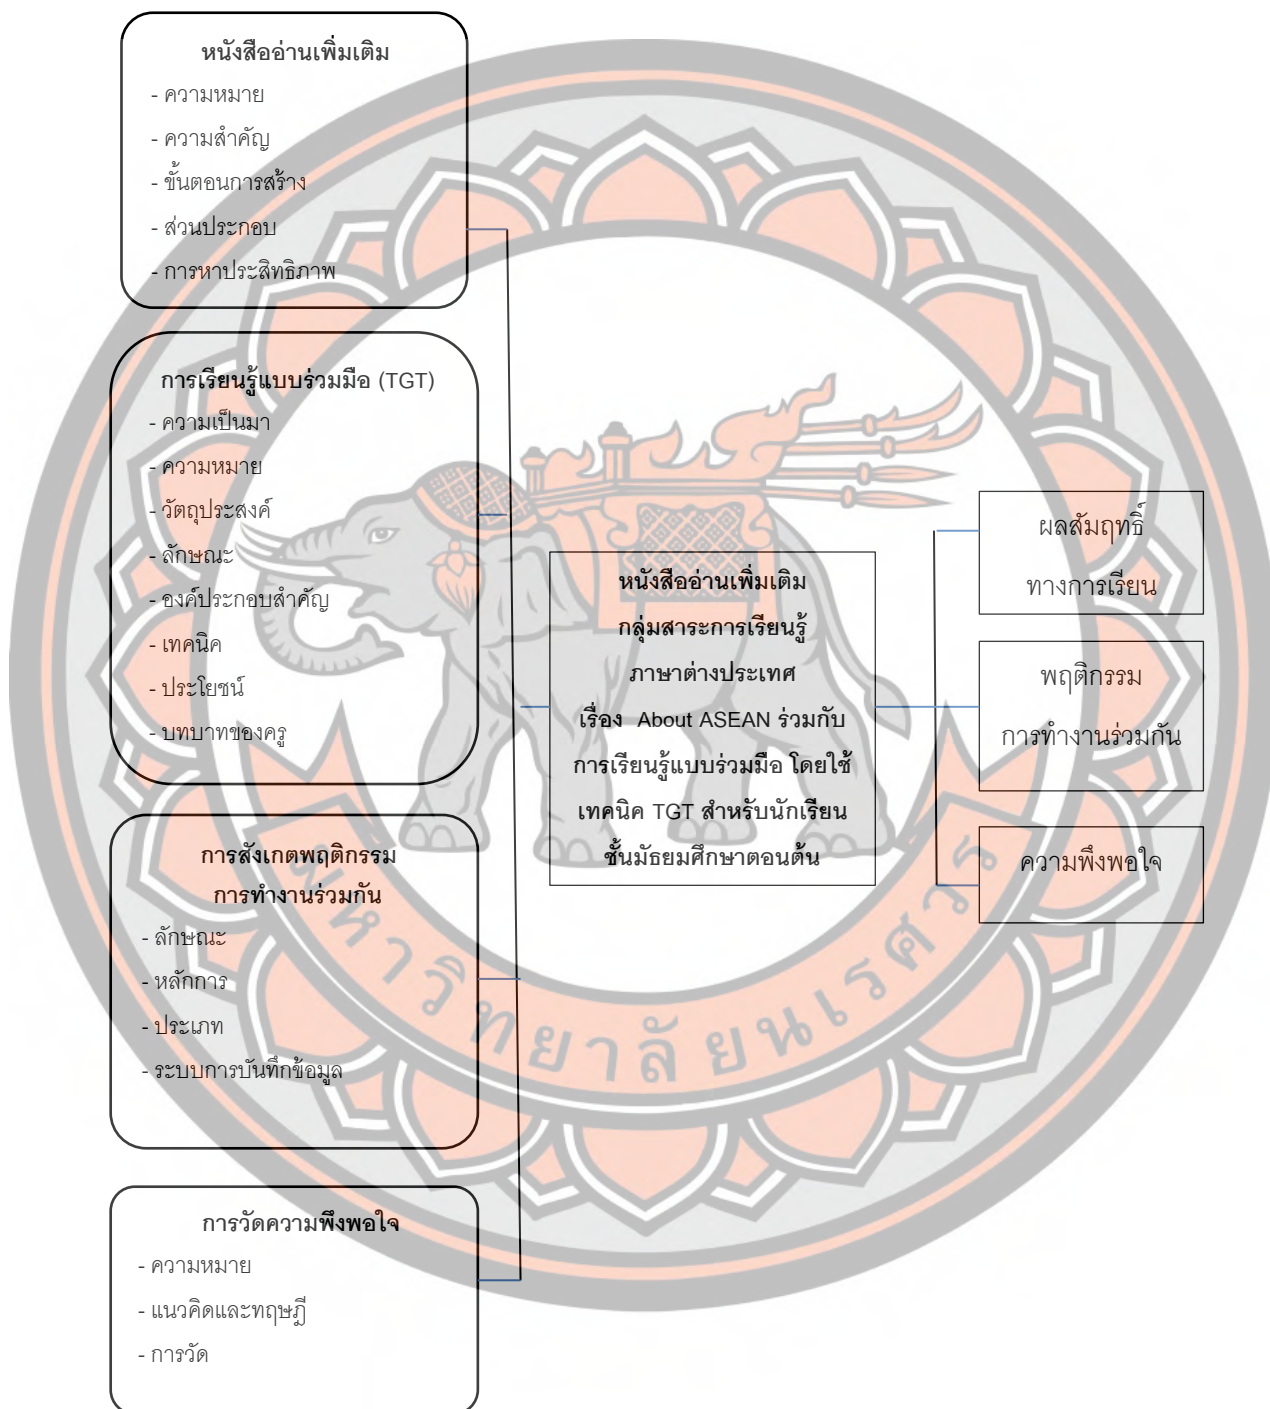 หนังสืออ่านเพิ่มเติม
- ความหมาย
- ความสำคัญ
- ขั้นตอนการสร้าง
- ส่วนประกอบ
- การหาประสิทธิภาพ
การเรียนรู้แบบร่วมมือ (TGT)
- ความเป็นมา
- ความหมาย
- วัตถุประสงค์
- ลักษณะ
- องค์ประกอบสำคัญ
- เทคนิค
- ประโยชน์
- บทบาทของครู
การสังเกตพฤติกรรม
การทำงานร่วมกัน
- ลักษณะ
- หลักการ
- ประเภท
- ระบบการบันทึกข้อมูล
การวัดความพึงพอใจ
- ความหมาย
- แนวคิดและทฤษฎี
- การวัด
หนังสืออ่านเพิ่มเติม
กลุ่มสาระการเรียนรู้
ภาษาต่างประเทศ
เรื่อง About ASEAN ร่วมกับ
การเรียนรู้แบบร่วมมือ โดยใช้
เทคนิค TGT สำหรับนักเรียน
ชั้นมัธยมศึกษาตอนต้น
ผลสัมฤทธิ์
ทางการเรียน
พฤติกรรม
การทำงานร่วมกัน
ความพึงพอใจ
มหาวิทยาลัยนเรศวร